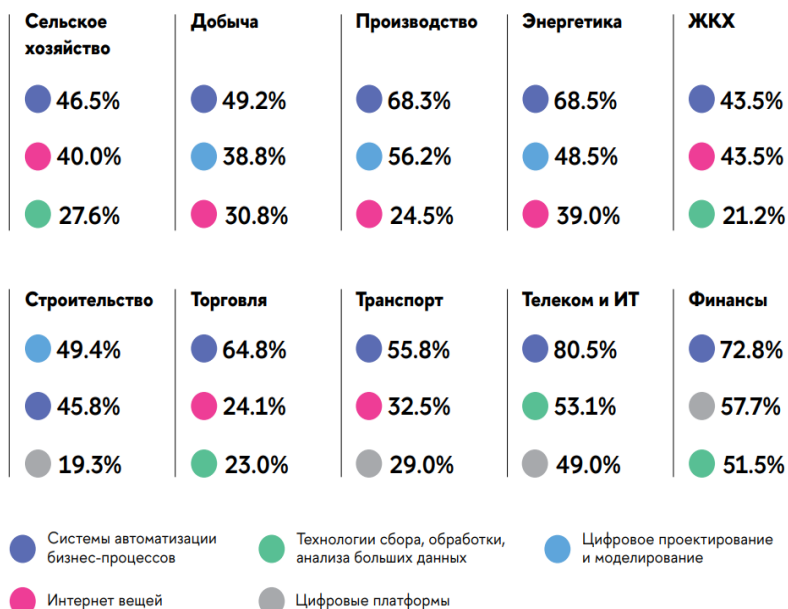 Сельское
хозяйство
46.5%
40.0%
27.6%
Добыча
49.2%
38.8%
30.8%
Производство
68.3%
56.2%
24.5%
Энергетика
68.5%
48.5%
39.0%
ЖКХ
43.5%
43.5%
21.2%
Строительство
49.4%
45.8%
19.3%
Торговля
64.8%
24.1%
23.0%
Транспорт
55.8%
32.5%
29.0%
Телеком и ИТ
80.5%
53.1%
49.0%
Финансы
72.8%
57.7%
51.5%
Системы автоматизации
бизнес-процессов
Технологии сбора, обработки,
анализа больших данных
Цифровое проектирование
и моделирование
Интернет вещей
Цифровые платформы